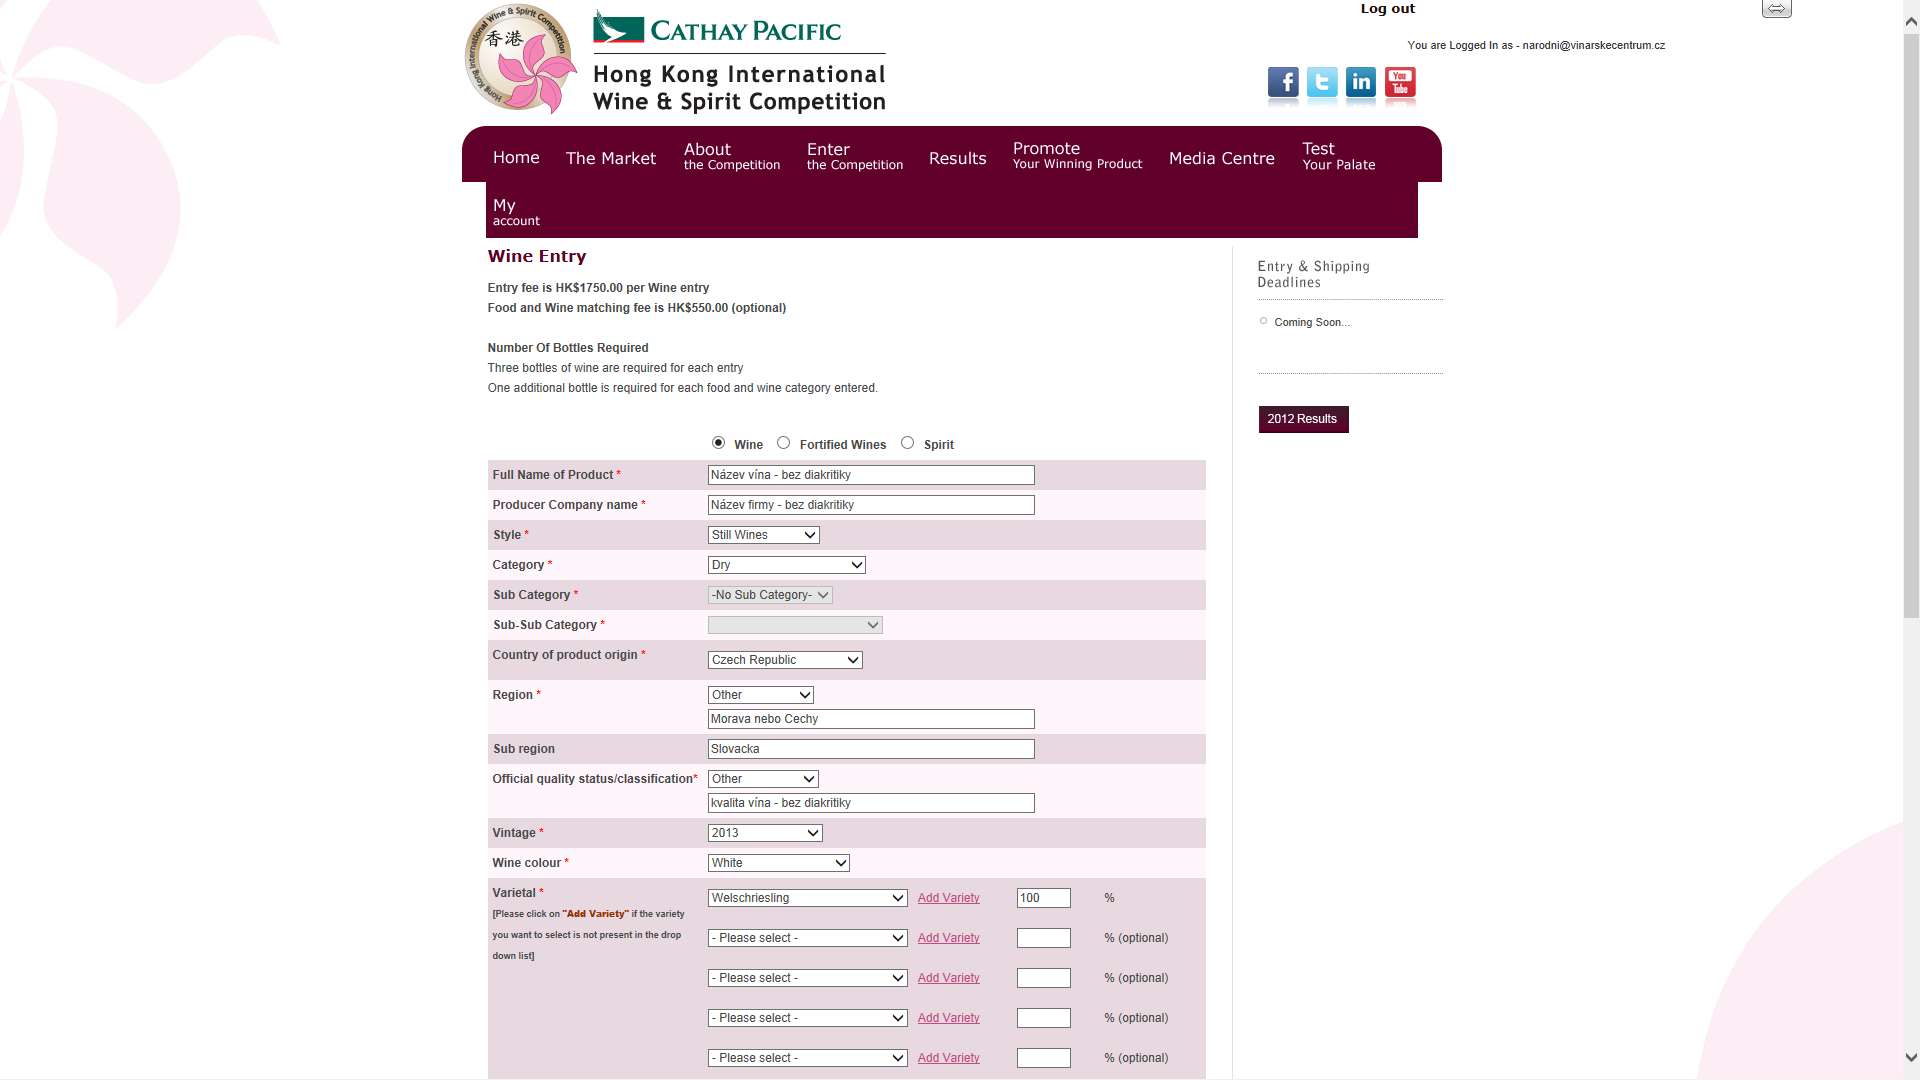 Log out
You are Logged In as - narodni@vinarskecentrum.cz
Hong Kong International Wine & Spirit Competition
香港
CATHAY PACIFIC
Hong Kong International
Wine & Spirit Competition
Home
The Market
About
the Competition
Enter
the Competition
Results
Promote
Your Winning Product
Media Centre
Test
Your Palate
My
account
Wine Entry
Entry fee is HK$1750.00 per Wine entry
Food and Wine matching fee is HK$550.00 (optional)
Number Of Bottles Required
Three bottles of wine are required for each entry
One additional bottle is required for each food and wine category entered.
Entry & Shipping
Deadlines
Coming Soon...
2012 Results
Wine Fortified Wines Spirit
Full Name of Product * Název vína - bez diakritiky
Producer Company name * Název firmy - bez diakritiky
Style * Still Wines
Category * Dry
Sub Category * -No Sub Category-
Sub-Sub Category *
Country of product origin * Czech Republic
Region * Other
Morava nebo Cechy
Sub region Slovacka
Official quality status/classification* Other
kvalita vína - bez diakritiky
Vintage * 2013
Wine colour * White
Varietal *
[Please click on "Add Variety" if the variety
you want to select is not present in the drop
down list]
Welschriesling Add Variety 100 %
- Please select - Add Variety % (optional)
- Please select - Add Variety % (optional)
- Please select - Add Variety % (optional)
- Please select - Add Variety % (optional)